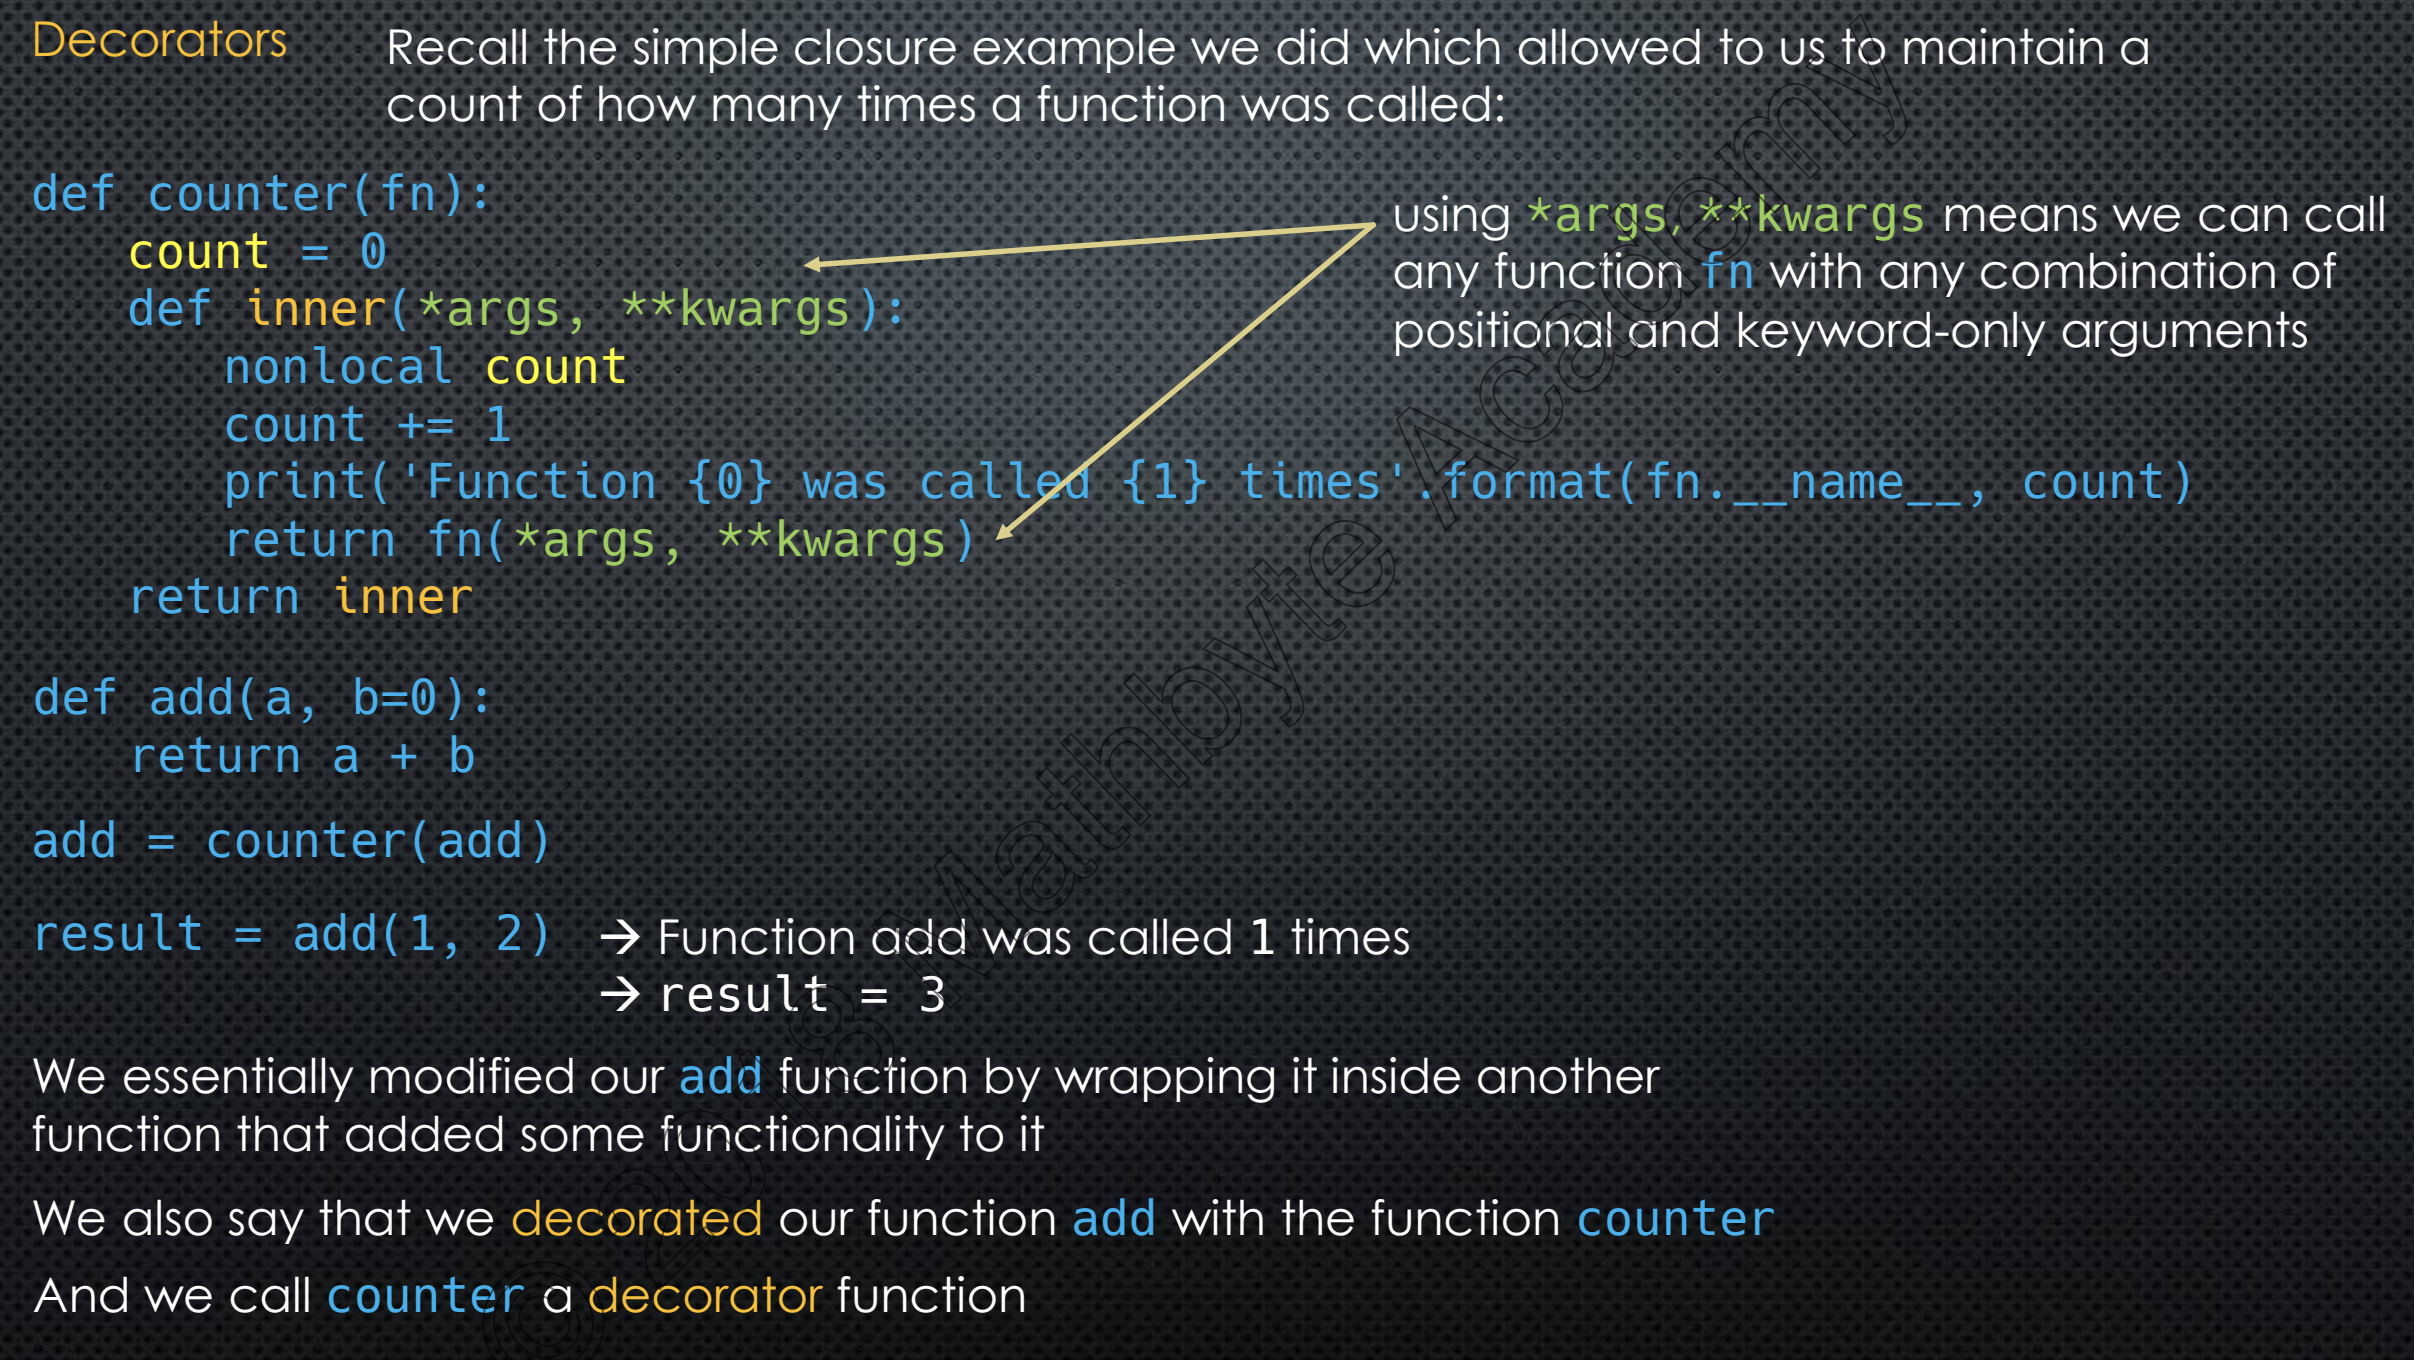 Decorators
Recall the simple closure example we did which allowed to us to maintain a
count of how many times a function was called:
def counter(fn):
    count = 0
    def inner(*args, **kwargs):
        nonlocal count
        count += 1
        print('Function {0} was called {1} times'.format(fn.__name__, count)
        return fn(*args, **kwargs)
    return inner
using *args, **kwargs means we can call
any function fn with any combination of
positional and keyword-only arguments
def add(a, b=0):
    return a + b
add = counter(add)
result = add(1, 2)  → Function add was called 1 times
→ result = 3
We essentially modified our add function by wrapping it inside another
function that added some functionality to it
We also say that we decorated our function add with the function counter
And we call counter a decorator function
Mathbyte Academy